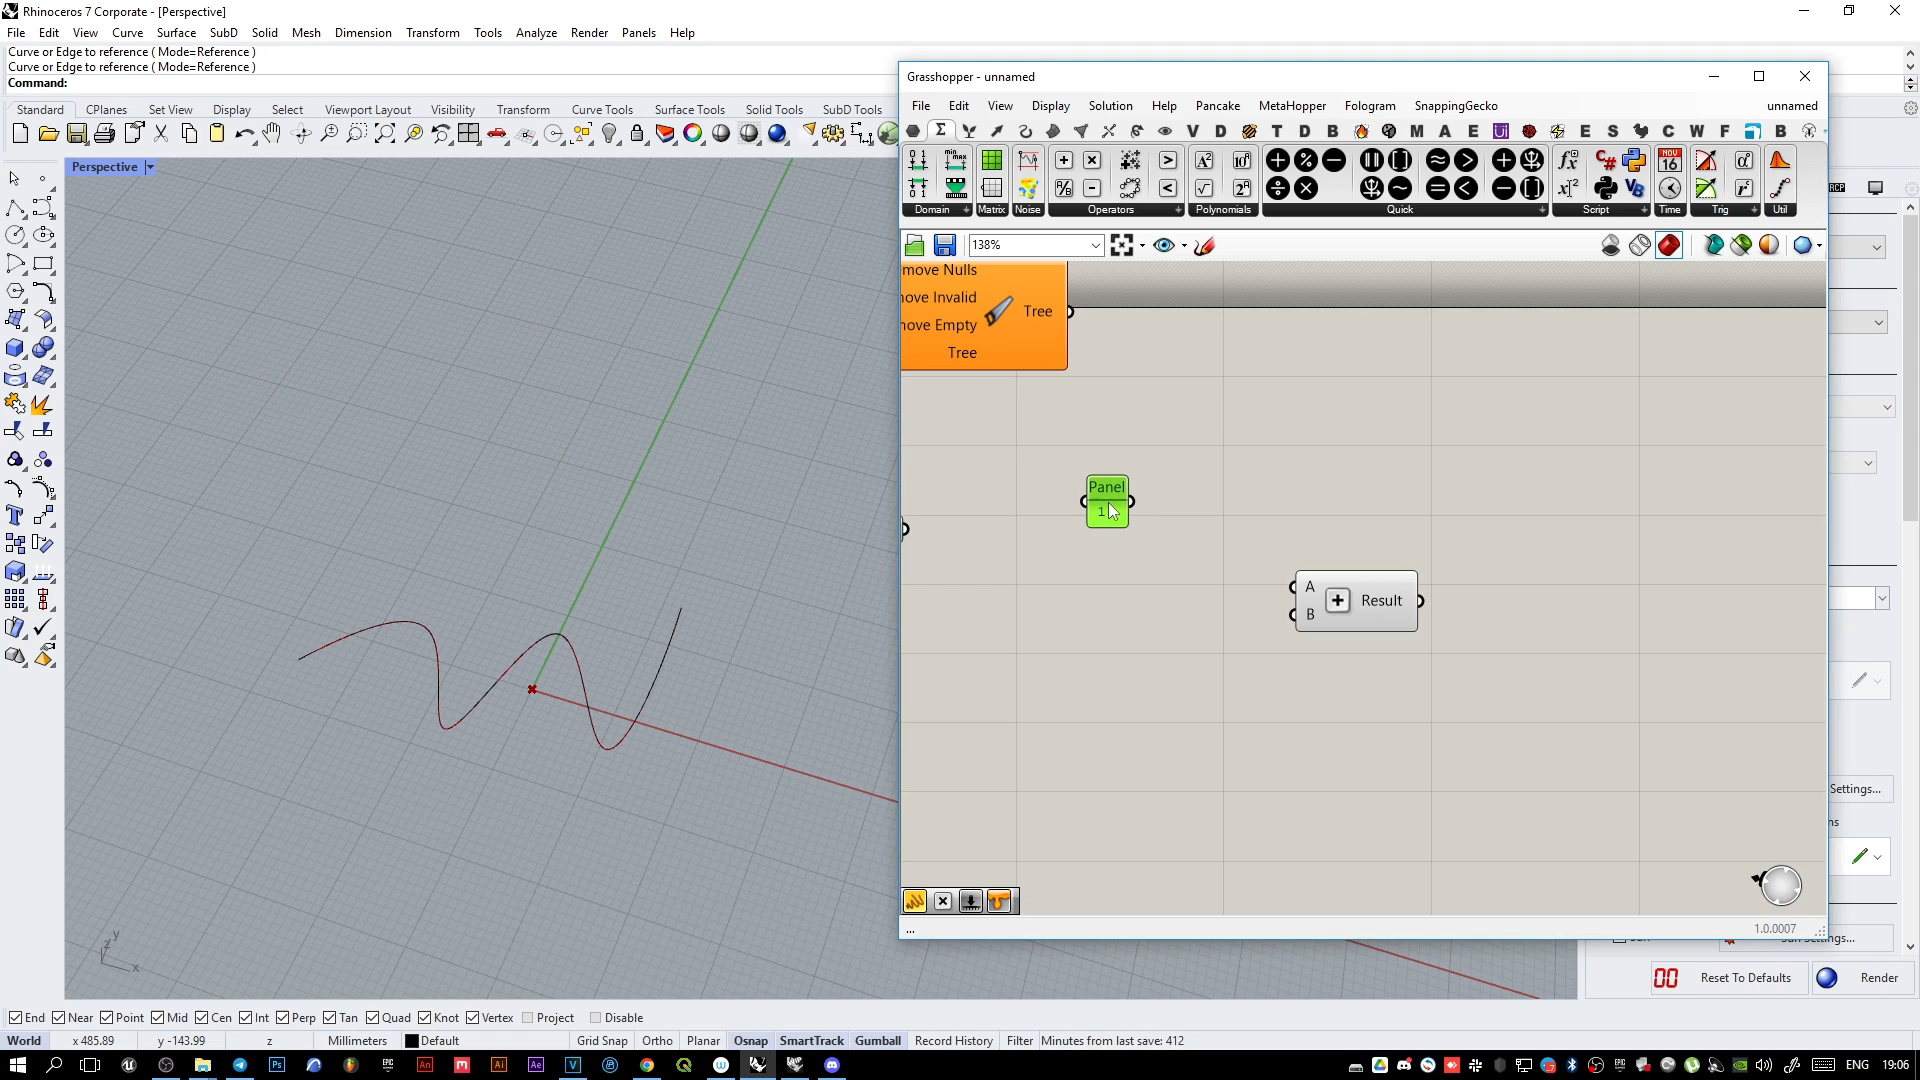 Rhinoceros 7 Corporate - [Perspective]
File Edit View Curve Surface SubD Solid Mesh Dimension Transform Tools Analyze Render Panels Help
Curve or Edge to reference ( Mode=Reference )
Curve or Edge to reference ( Mode=Reference )
Command:
Standard CPlanes Set View Display Select Viewport Layout Visibility Transform Curve Tools Surface Tools Solid Tools SubD Tools
Perspective
Grasshopper - unnamed
File Edit View Display Solution Help Pancake MetaHopper Fologram SnappingGecko unnamed
V D T D B M A E Ui E S C W F B
Domain Matrix Noise Operators Polynomials Quick Script Time Trig Util
138%
move Nulls
nove Invalid
nove Empty
Tree
Tree
Panel
1
A
B
Result
y
z
x
...
1.0.0007
RCP
Settings...
ns
Reset To Defaults
Render
End Near Point Mid Cen Int Perp Tan Quad Knot Vertex Project Disable
World x 485.89 y -143.99 z Millimeters Default Grid Snap Ortho Planar Osnap SmartTrack Gumball Record History Filter Minutes from last save: 412
ENG 19:06